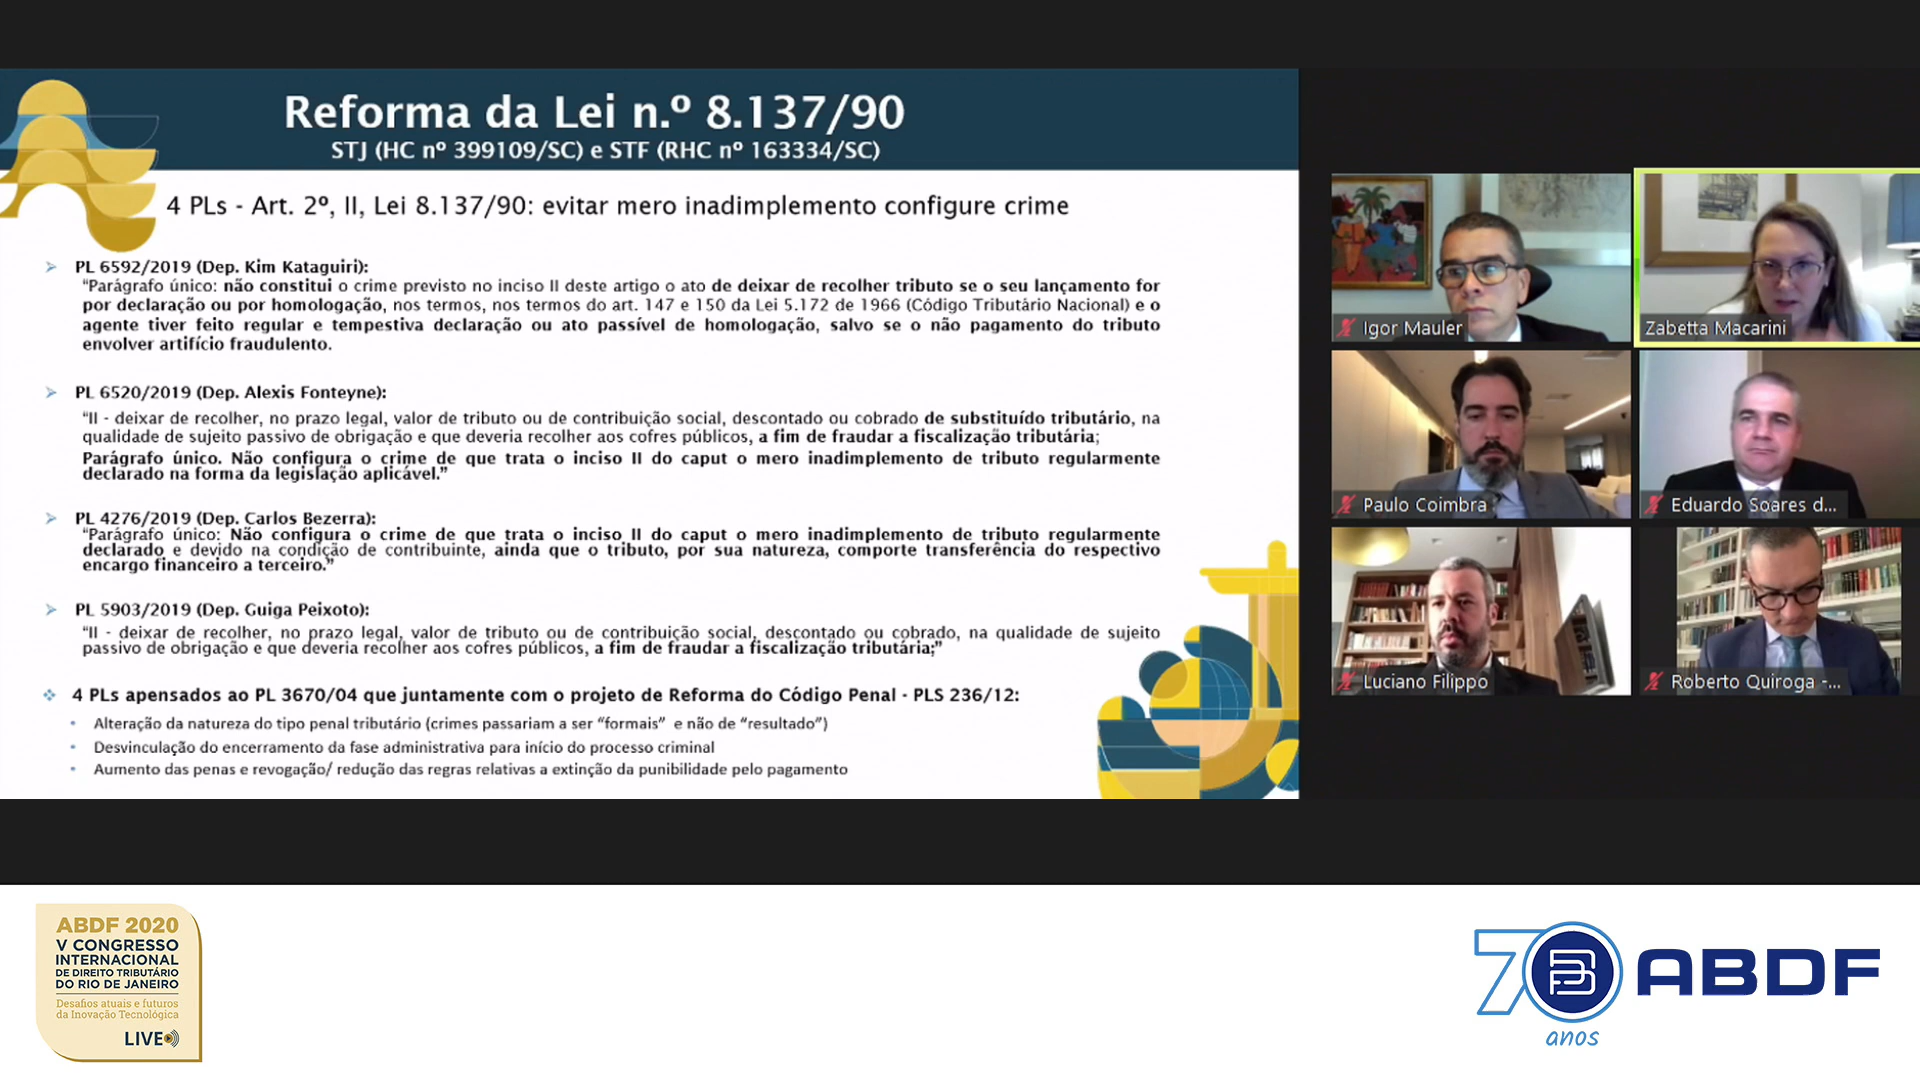 Reforma da Lei n.º 8.137/90
STJ (HC nº 399109/SC) e STF (RHC nº 163334/SC)
4 PLs - Art. 2º, II, Lei 8.137/90: evitar mero inadimplemento configure crime
PL 6592/2019 (Dep. Kim Kataguiri):
“Parágrafo único: não constitui o crime previsto no inciso II deste artigo o ato de deixar de recolher tributo se o seu lançamento for
por declaração ou por homologação, nos termos, nos termos do art. 147 e 150 da Lei 5.172 de 1966 (Código Tributário Nacional) e o
agente tiver feito regular e tempestiva declaração ou ato passível de homologação, salvo se o não pagamento do tributo
envolver artifício fraudulento.
PL 6520/2019 (Dep. Alexis Fonteyne):
“II - deixar de recolher, no prazo legal, valor de tributo ou de contribuição social, descontado ou cobrado de substituído tributário, na
qualidade de sujeito passivo de obrigação e que deveria recolher aos cofres públicos, a fim de fraudar a fiscalização tributária;
Parágrafo único. Não configura o crime de que trata o inciso II do caput o mero inadimplemento de tributo regularmente
declarado na forma da legislação aplicável.”
PL 4276/2019 (Dep. Carlos Bezerra):
“Parágrafo único: Não configura o crime de que trata o inciso II do caput o mero inadimplemento de tributo regularmente
declarado e devido na condição de contribuinte, ainda que o tributo, por sua natureza, comporte transferência do respectivo
encargo financeiro a terceiro.”
PL 5903/2019 (Dep. Guiga Peixoto):
“II - deixar de recolher, no prazo legal, valor de tributo ou de contribuição social, descontado ou cobrado, na qualidade de sujeito
passivo de obrigação e que deveria recolher aos cofres públicos, a fim de fraudar a fiscalização tributária;”
4 PLs apensados ao PL 3670/04 que juntamente com o projeto de Reforma do Código Penal - PLS 236/12:
Alteração da natureza do tipo penal tributário (crimes passariam a ser “formais” e não de “resultado”)
Desvinculação do encerramento da fase administrativa para início do processo criminal
Aumento das penas e revogação/ redução das regras relativas a extinção da punibilidade pelo pagamento
Igor Mauler
Zabetta Macarini
Paulo Coimbra
Eduardo Soares d...
Luciano Filippo
Roberto Quiroga -...
ABDF 2020
V CONGRESSO
INTERNACIONAL
DE DIREITO TRIBUTÁRIO
DO RIO DE JANEIRO
Desafios atuais e futuros
da Inovação Tecnológica
LIVE
70
anos
ABDF